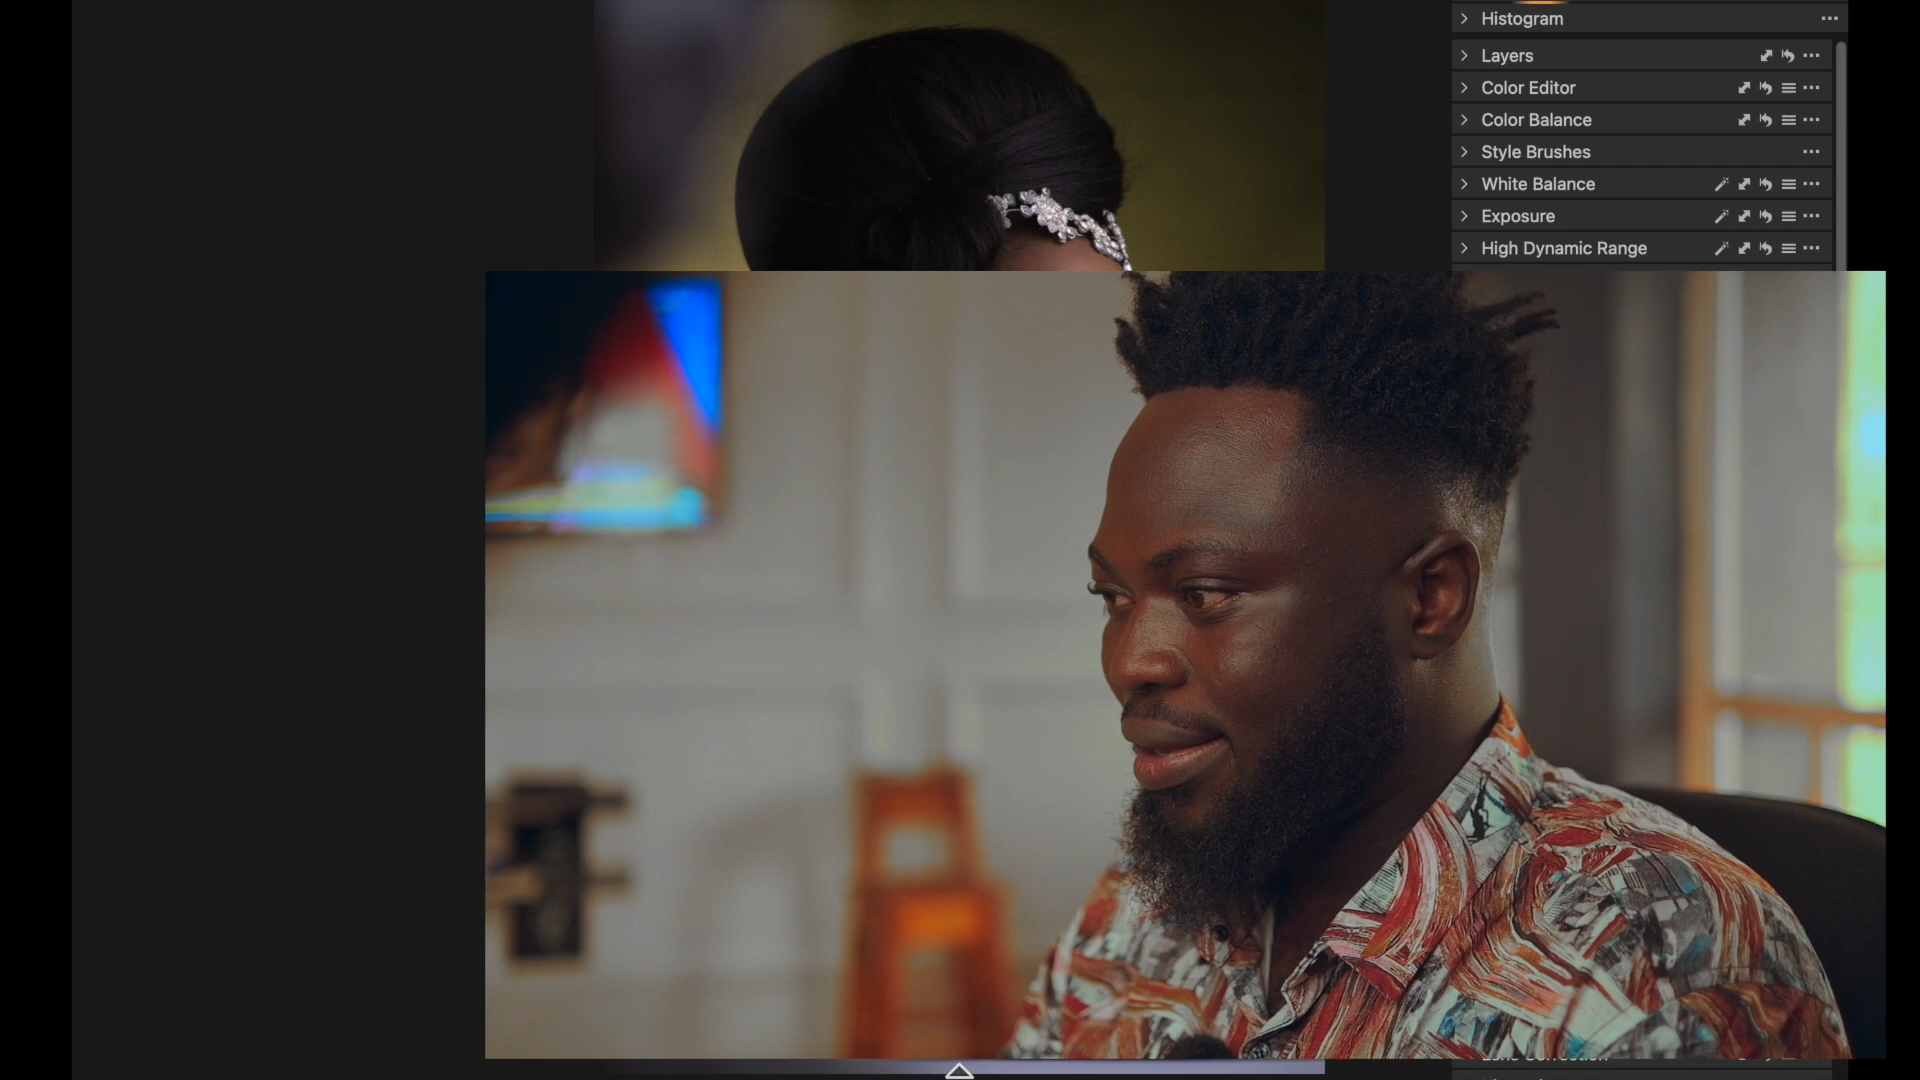 Histogram
Layers
Color Editor
Color Balance
Style Brushes
White Balance
Exposure
High Dynamic Range